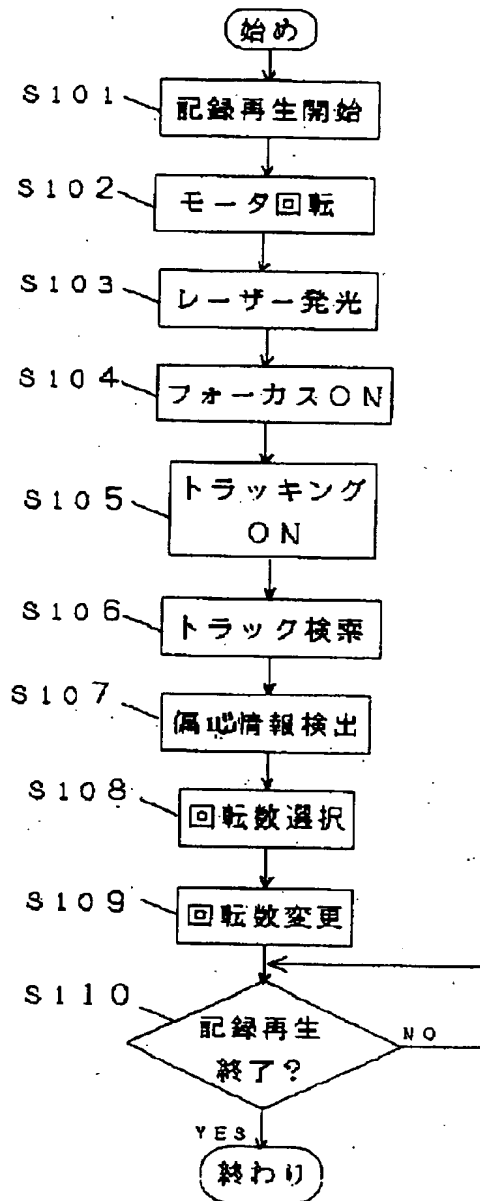 始め
S101
記録再生開始
S102
モータ回転
S103
レーザー発光
S104
フォーカスON
S105
トラッキング
ON
S106
トラック検索
S107
偏心情報検出
S108
回転数選択
S109
回転数変更
S110
記録再生
終了?
NO
YES
終わり